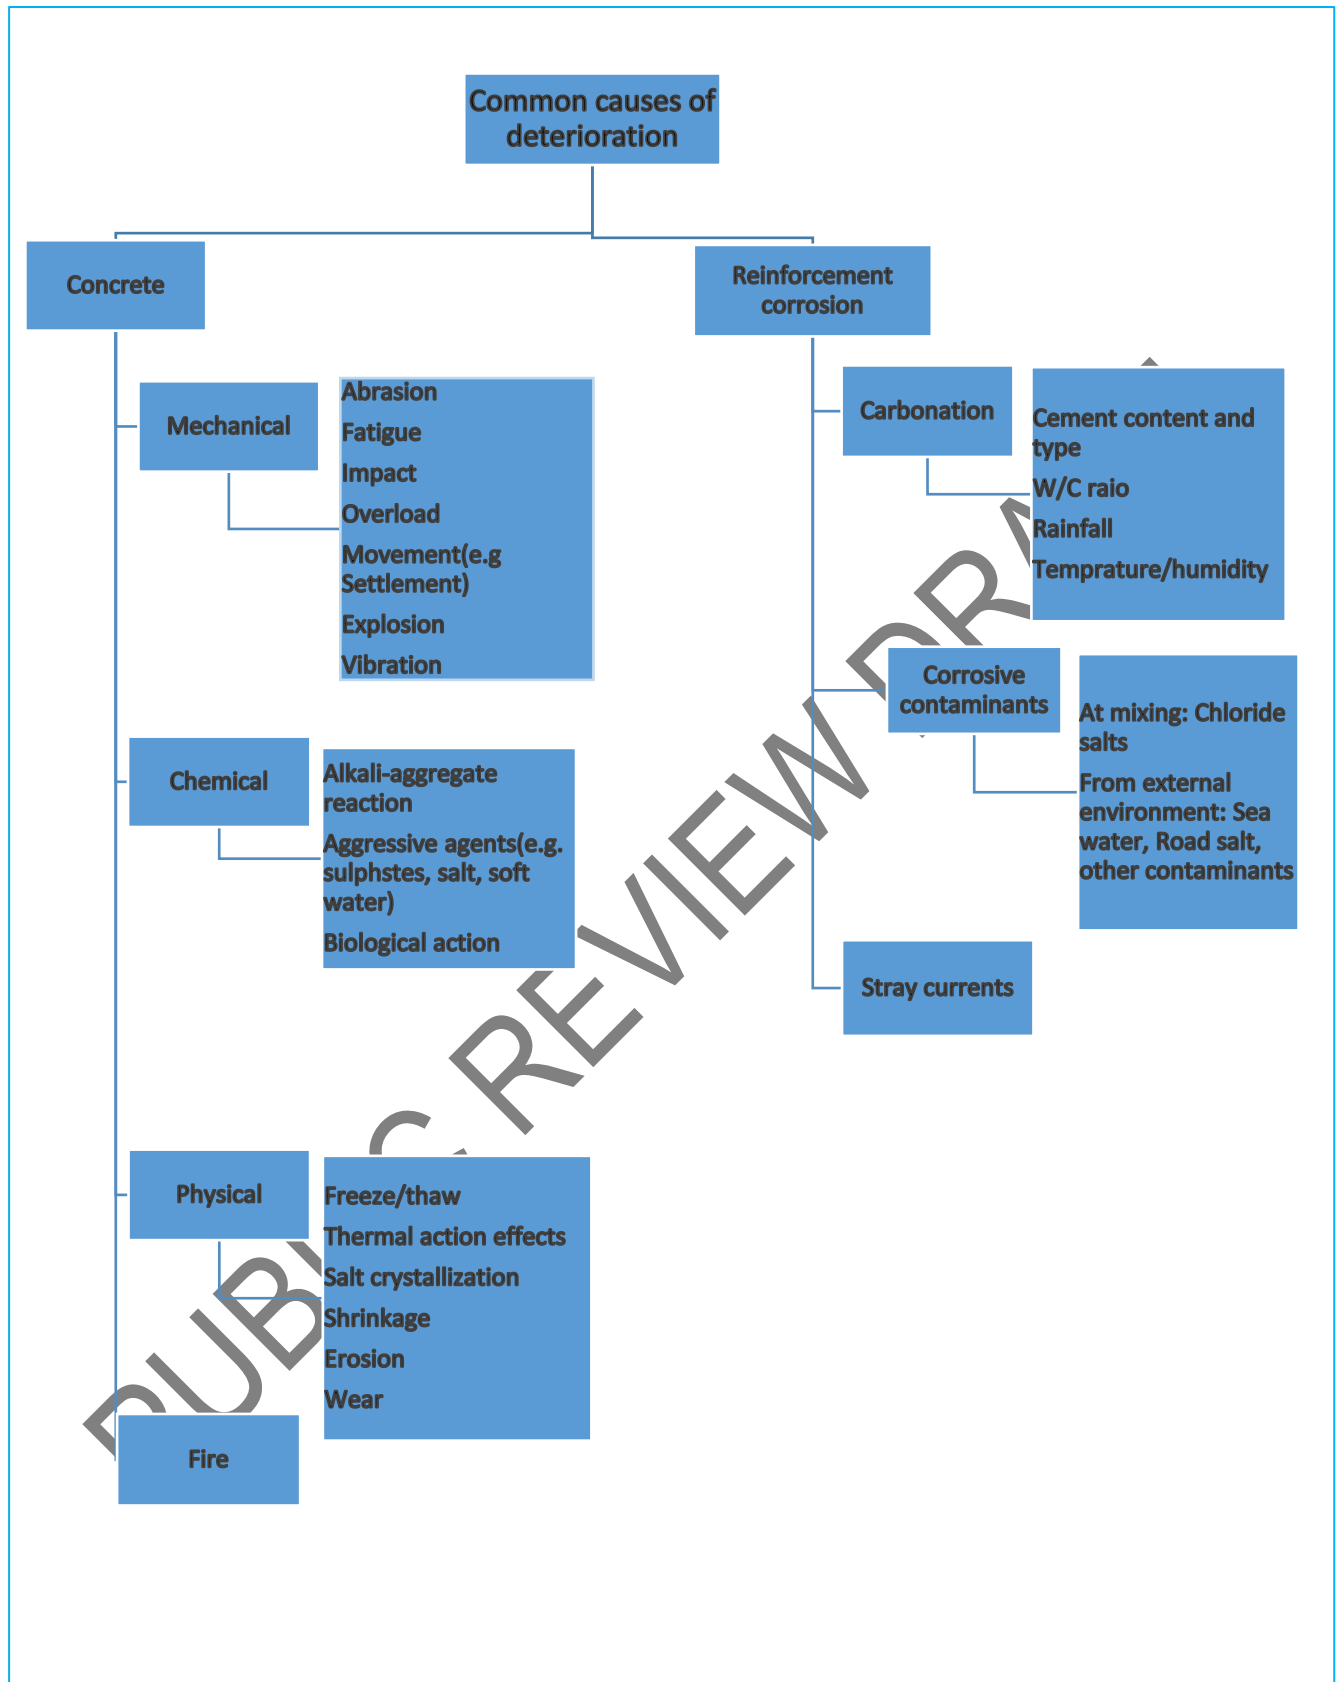 Common causes of
deterioration
Concrete
Mechanical
Abrasion
Fatigue
Impact
Overload
Movement(e.g
Settlement)
Explosion
Vibration
Chemical
Alkali-aggregate
reaction
Aggressive agents(e.g.
sulphstes, salt, soft
water)
Biological action
Physical
Freeze/thaw
Thermal action effects
Salt crystallization
Shrinkage
Erosion
Wear
Fire
Reinforcement
corrosion
Carbonation
Cement content and
type
W/C raio
Rainfall
Temprature/humidity
Corrosive
contaminants
At mixing: Chloride
salts
From external
environment: Sea
water, Road salt,
other contaminants
Stray currents
REVIEW